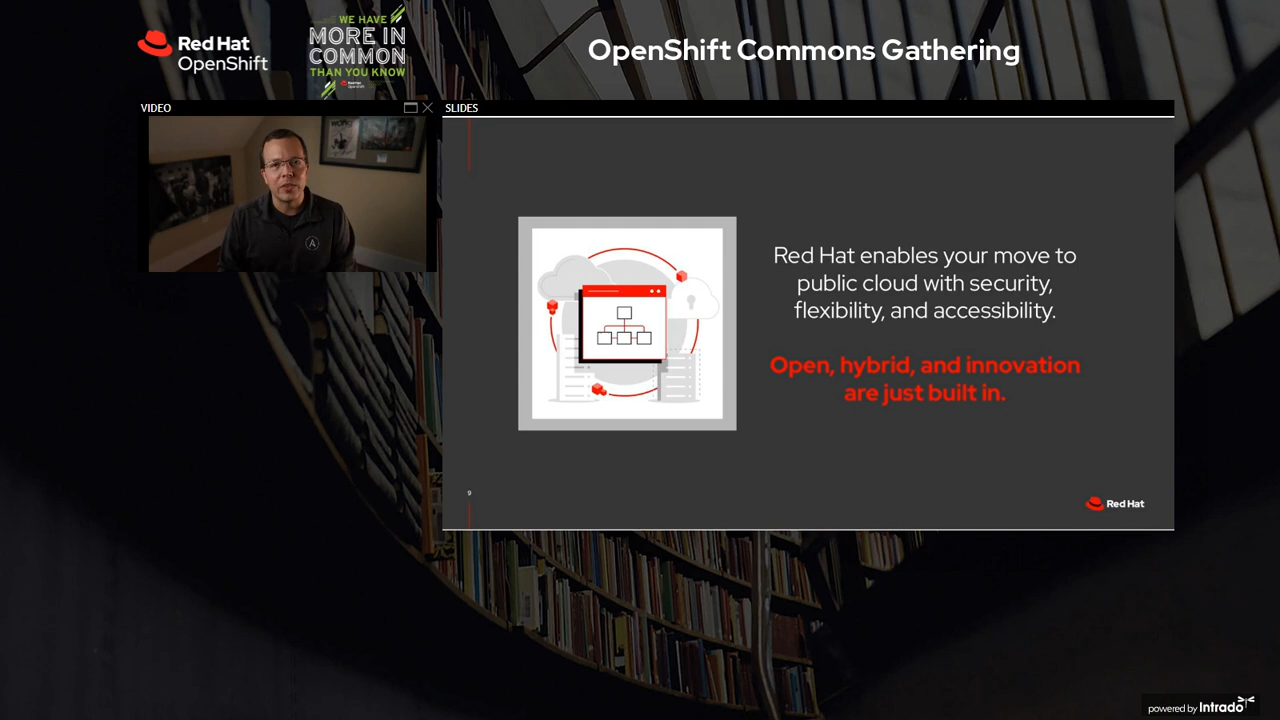 Red Hat
OpenShift
WE HAVE
MORE IN
COMMON
THAN YOU KNOW
OpenShift Commons Gathering
VIDEO
SLIDES
A
Red Hat enables your move to
public cloud with security,
flexibility, and accessibility.
Open, hybrid, and innovation
are just built in.
9
Red Hat
powered by Intrado